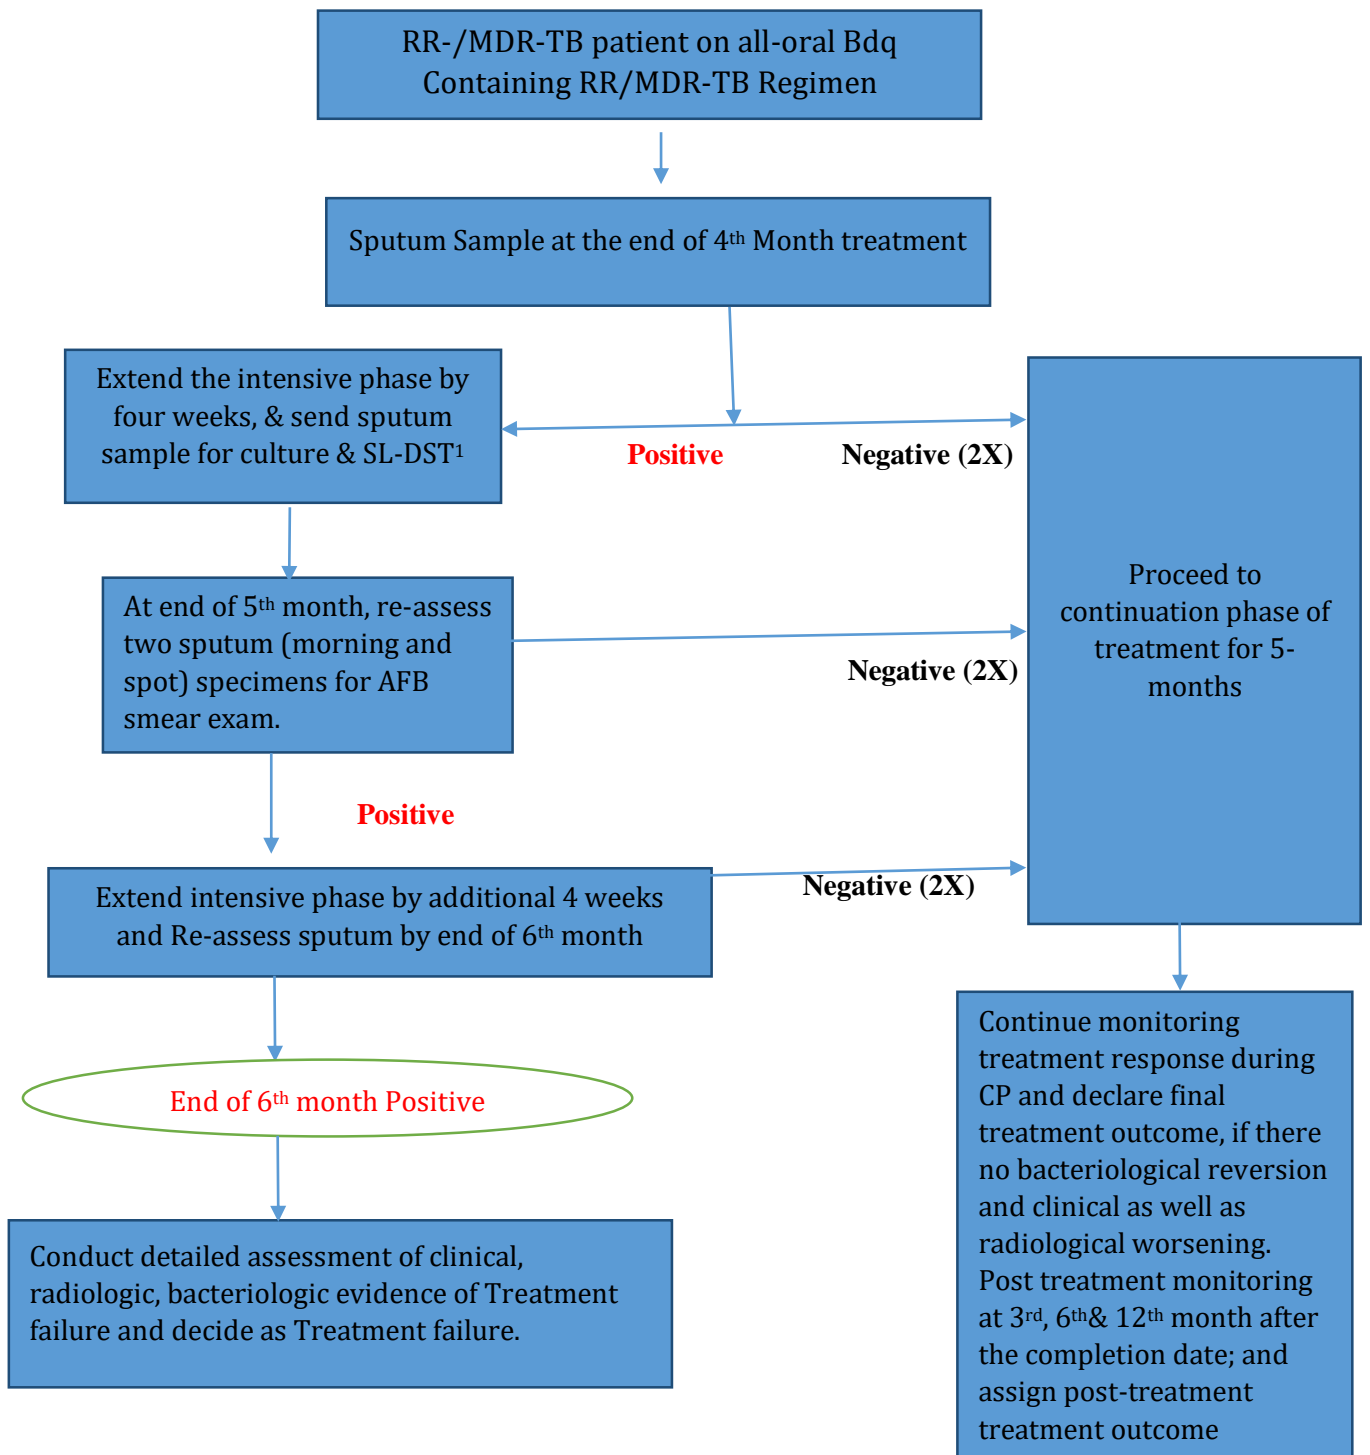 RR-/MDR-TB patient on all-oral Bdq
Containing RR/MDR-TB Regimen
Sputum Sample at the end of 4th Month treatment
Extend the intensive phase by
four weeks, & send sputum
sample for culture & SL-DST1
Positive
Negative (2X)
At end of 5th month, re-assess
two sputum (morning and
spot) specimens for AFB
smear exam.
Negative (2X)
Proceed to
continuation phase of
treatment for 5-
months
Positive
Extend intensive phase by additional 4 weeks
and Re-assess sputum by end of 6th month
Negative (2X)
End of 6th month Positive
Conduct detailed assessment of clinical,
radiologic, bacteriologic evidence of Treatment
failure and decide as Treatment failure.
Continue monitoring
treatment response during
CP and declare final
treatment outcome, if there
no bacteriological reversion
and clinical as well as
radiological worsening.
Post treatment monitoring
at 3rd, 6th& 12th month after
the completion date; and
assign post-treatment
treatment outcome